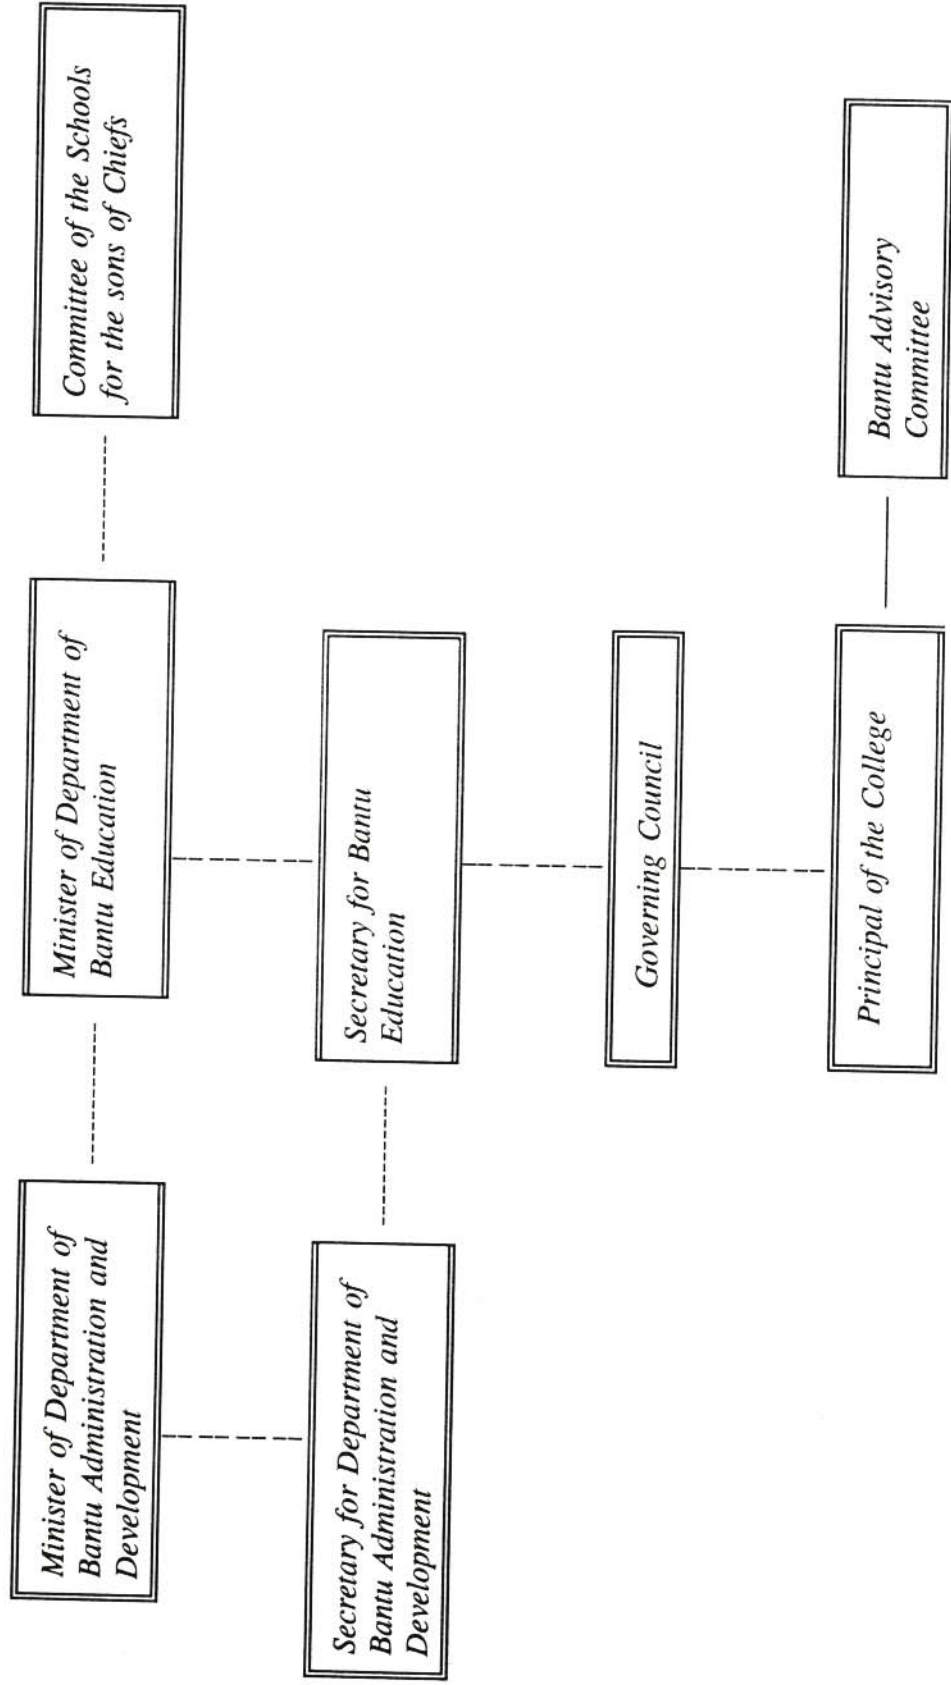 Minister of Department of
Bantu Administration and
Development
Minister of Department of
Bantu Education
Committee of the Schools
for the sons of Chiefs
Secretary for Department of
Bantu Administration and
Development
Secretary for Bantu
Education
Governing Council
Principal of the College
Bantu Advisory
Committee